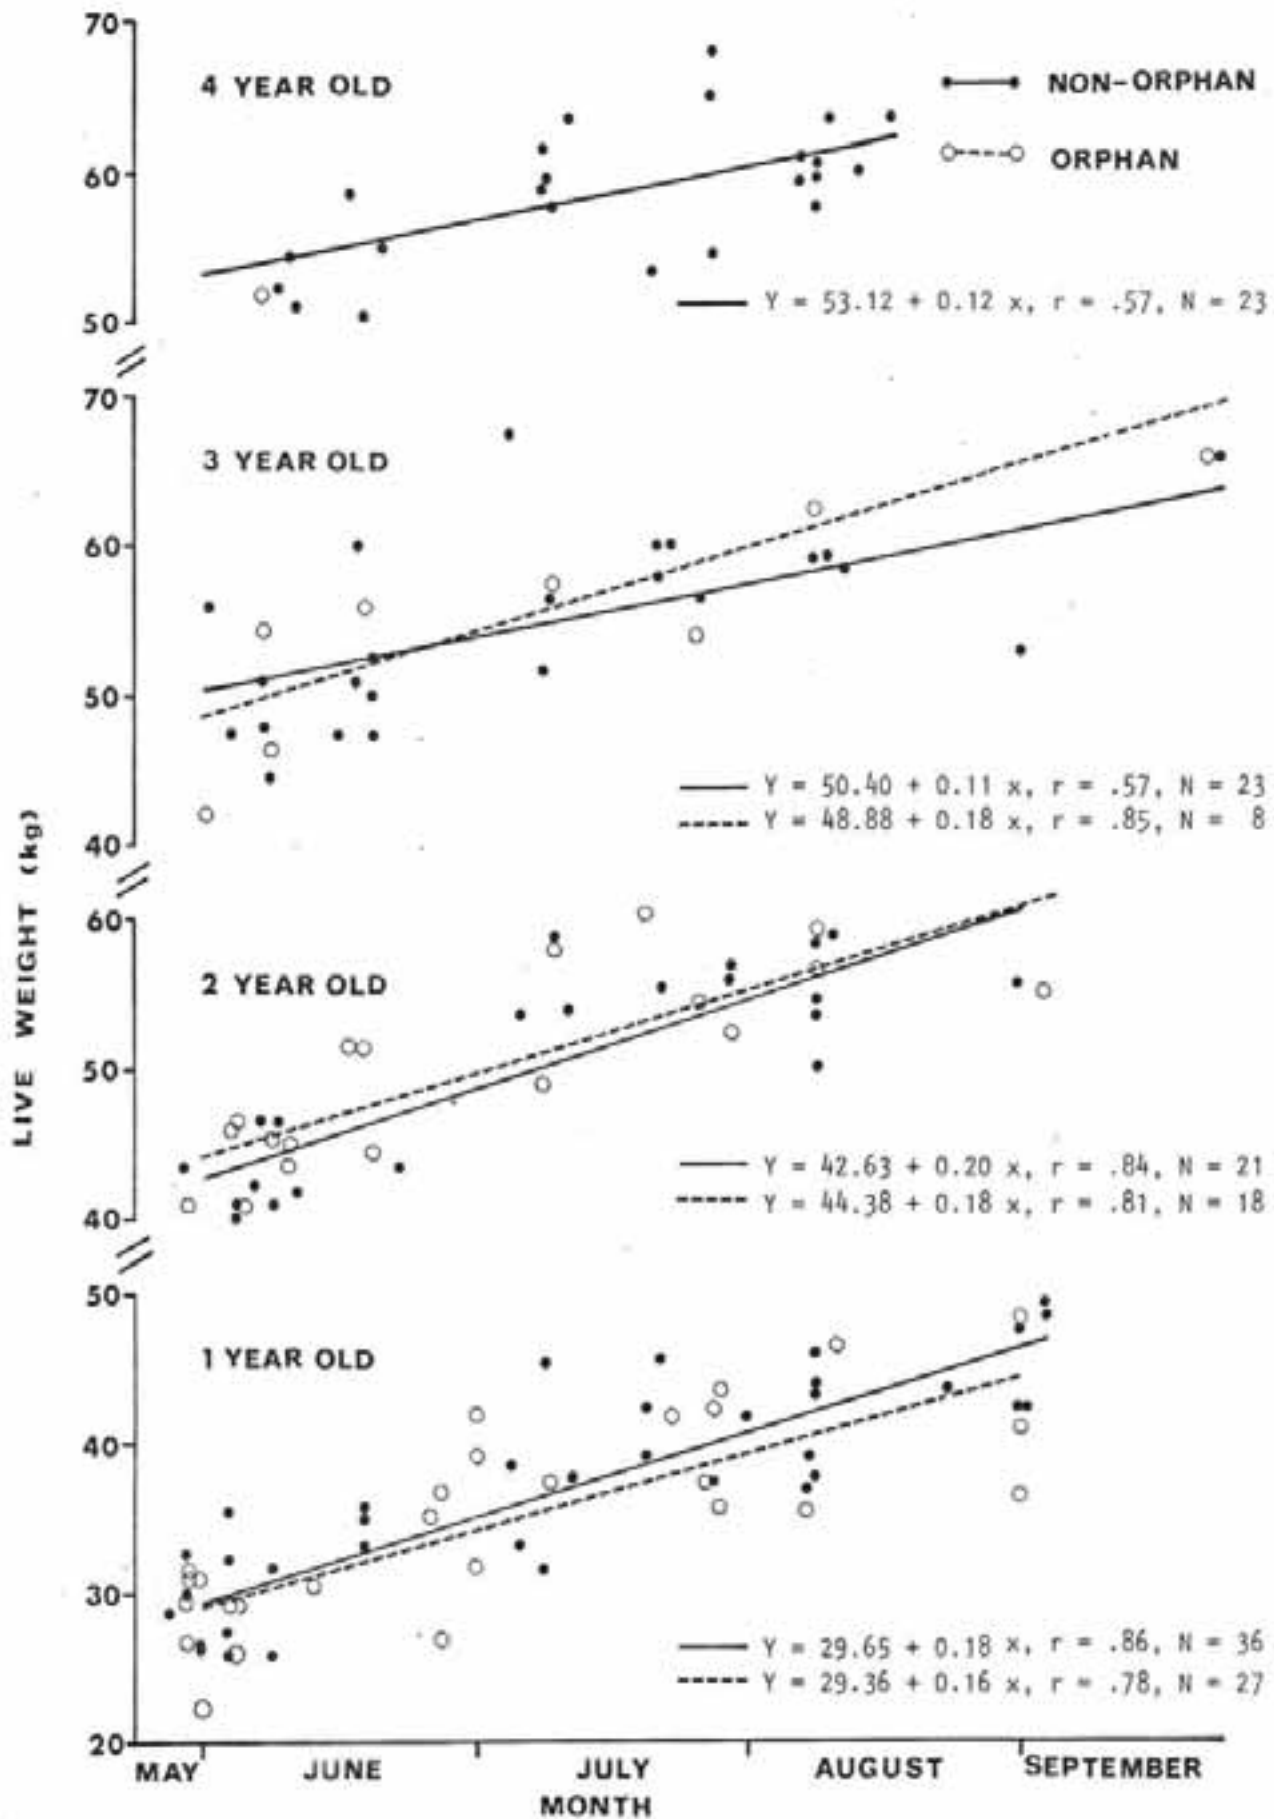 70
4 YEAR OLD
NON-ORPHAN
ORPHAN
60
Y = 53.12 + 0.12 x, r = .57, N = 23
50
70
3 YEAR OLD
60
50
Y = 50.40 + 0.11 x, r = .57, N = 23
Y = 48.88 + 0.18 x, r = .85, N = 8
40
LIVE WEIGHT (kg)
60
2 YEAR OLD
50
Y = 42.63 + 0.20 x, r = .84, N = 21
Y = 44.38 + 0.18 x, r = .81, N = 18
40
50
1 YEAR OLD
40
30
Y = 29.65 + 0.18 x, r = .86, N = 36
Y = 29.36 + 0.16 x, r = .78, N = 27
20
MAY JUNE JULY AUGUST SEPTEMBER
MONTH